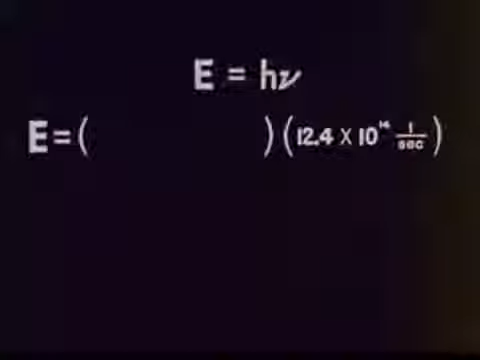 E = hν
E = (                ) (12.4 X 10¹⁴ 1/sec)